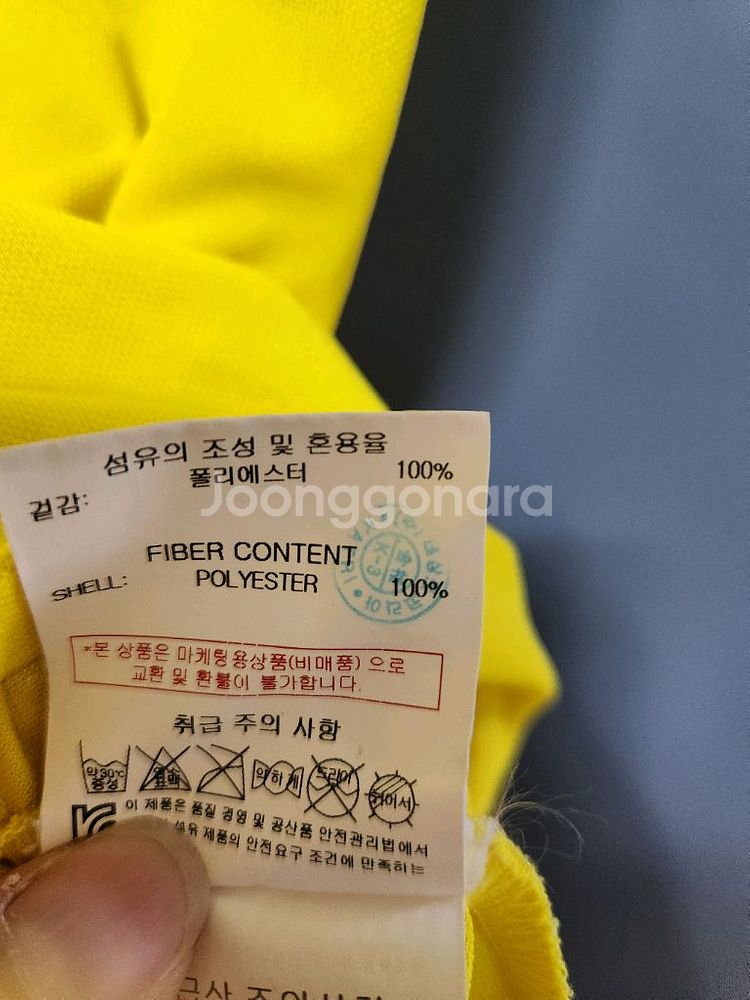 섬유의 조성 및 혼용율
겉감: 폴리에스터 100%
Joonggonara
FIBER CONTENT
SHELL: POLYESTER 100%
*본 상품은 마케팅용상품(비매품) 으로
교환 및 환불이 불가합니다.
취급 주의 사항
약30℃ 중성 약하게 드라이 뉘어서
이 제품은 품질 경영 및 공산품 안전관리법에서
섬유 제품의 안전요구 조건에 만족하는